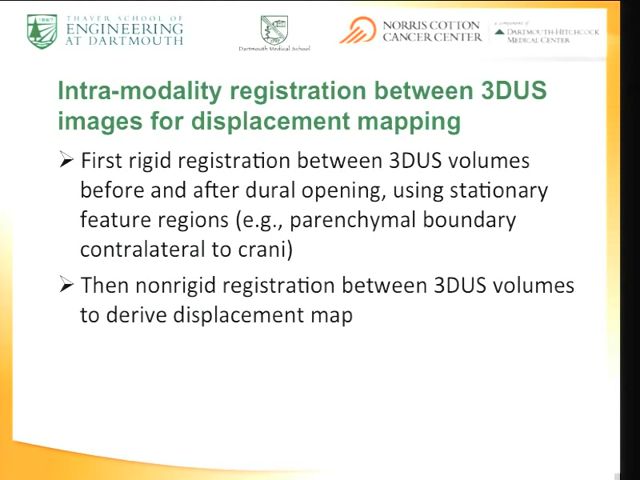 THAYER SCHOOL OF
ENGINEERING
AT DARTMOUTH
Dartmouth Medical School
NORRIS COTTON
CANCER CENTER
a component of
DARTMOUTH-HITCHCOCK
MEDICAL CENTER
Intra-modality registration between 3DUS
images for displacement mapping
➢ First rigid registration between 3DUS volumes
before and after dural opening, using stationary
feature regions (e.g., parenchymal boundary
contralateral to crani)
➢ Then nonrigid registration between 3DUS volumes
to derive displacement map